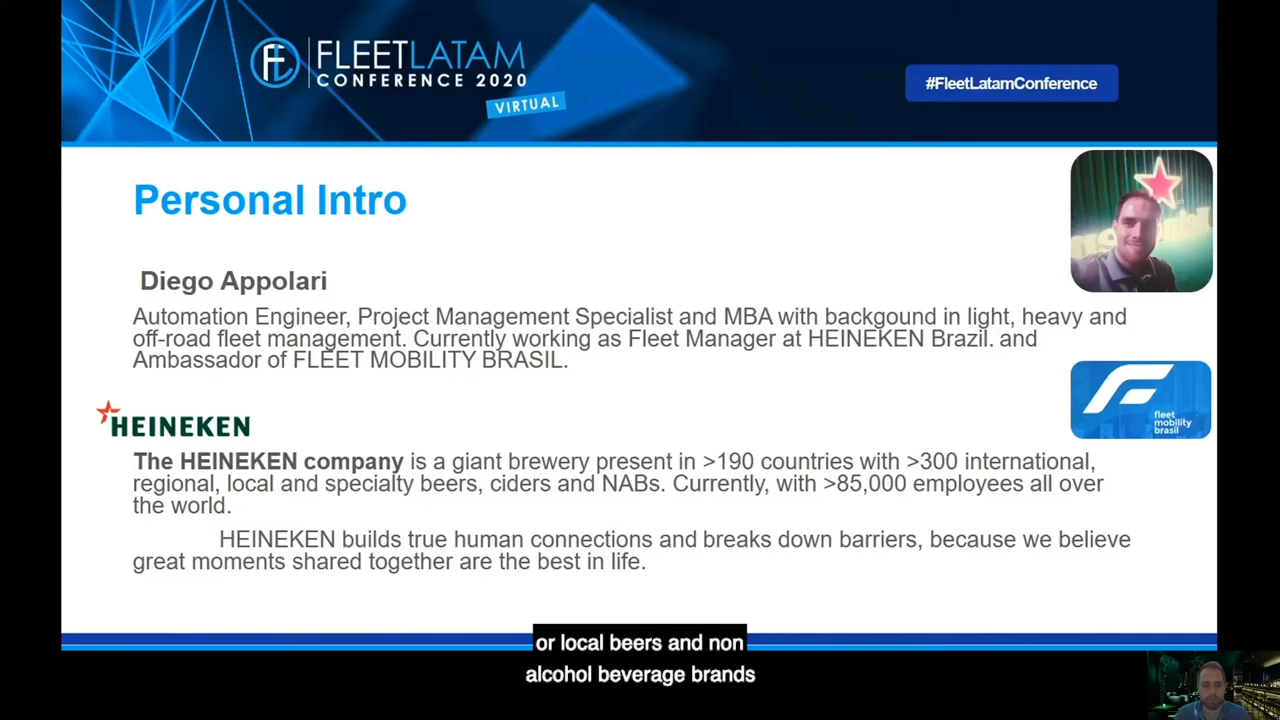 FLEETLATAM
CONFERENCE 2020
VIRTUAL
#FleetLatamConference
Personal Intro
Diego Appolari
Automation Engineer, Project Management Specialist and MBA with backgound in light, heavy and
off-road fleet management. Currently working as Fleet Manager at HEINEKEN Brazil. and
Ambassador of FLEET MOBILITY BRASIL.
fleet
mobility
brasil
HEINEKEN
The HEINEKEN company is a giant brewery present in >190 countries with >300 international,
regional, local and specialty beers, ciders and NABs. Currently, with >85,000 employees all over
the world.
HEINEKEN builds true human connections and breaks down barriers, because we believe
great moments shared together are the best in life.
or local beers and non
alcohol beverage brands